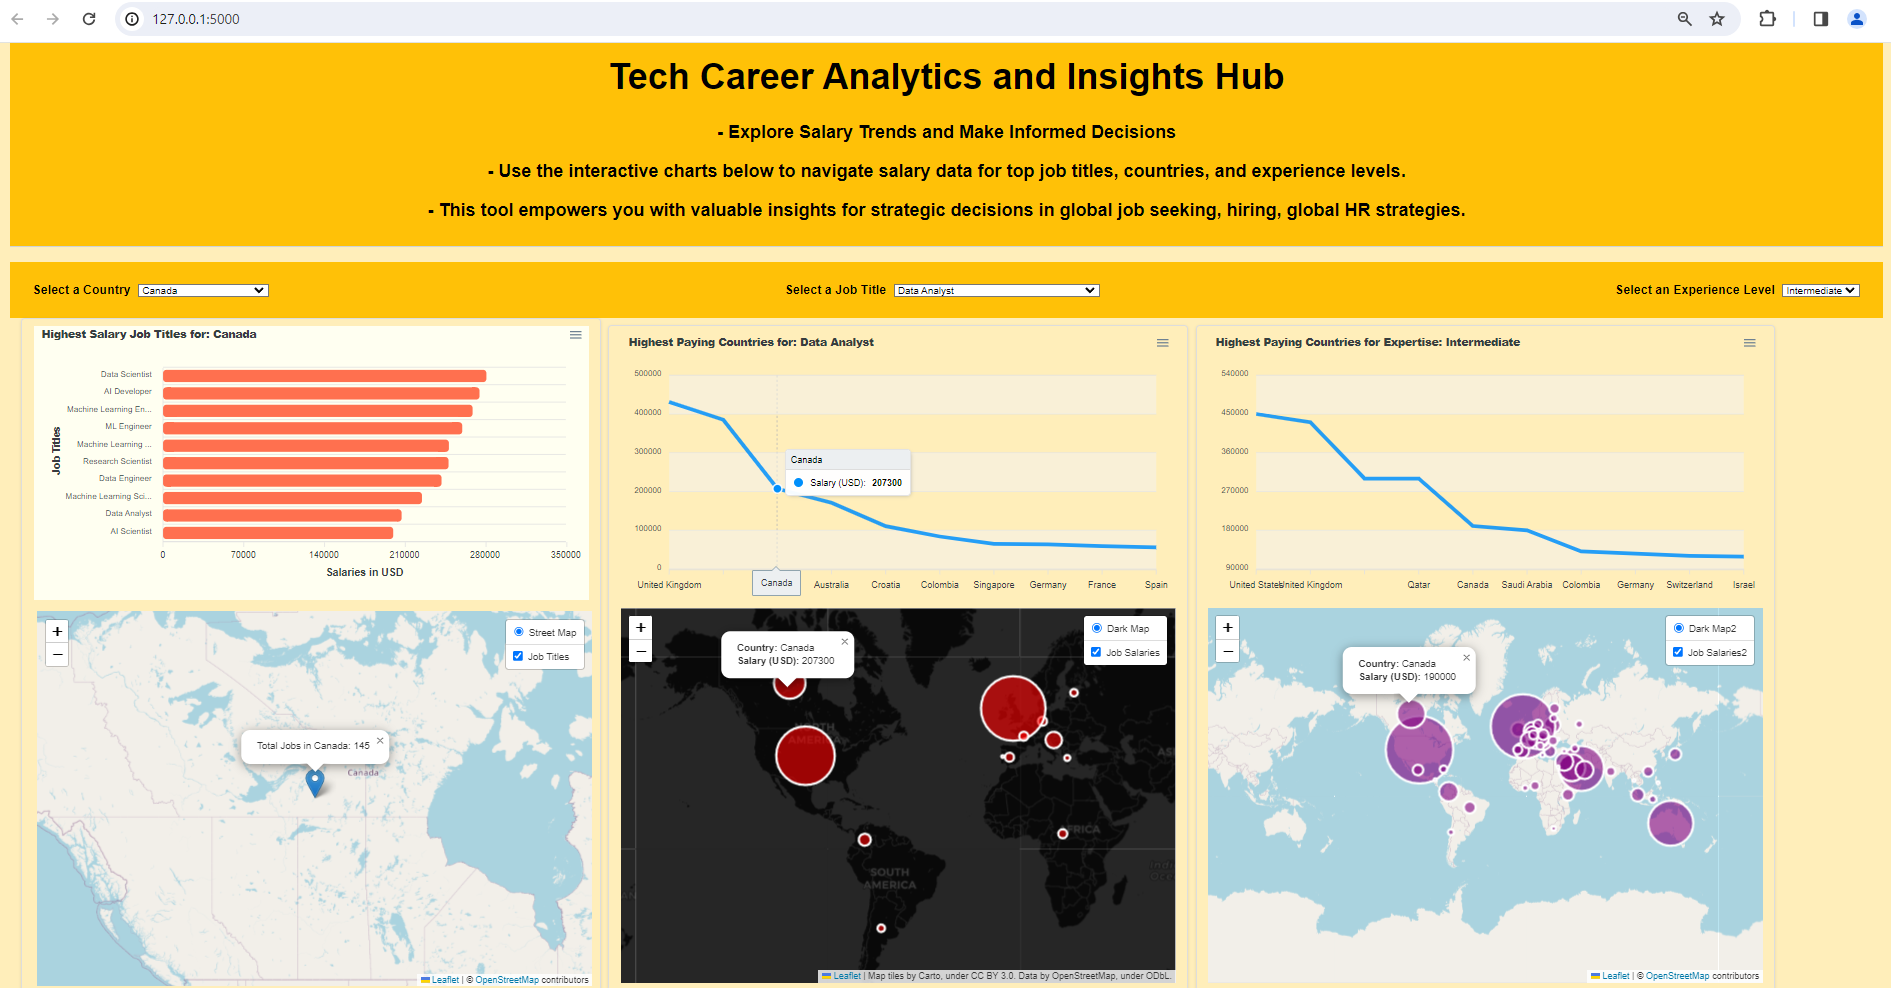 127.0.0.1:5000
Tech Career Analytics and Insights Hub
- Explore Salary Trends and Make Informed Decisions
- Use the interactive charts below to navigate salary data for top job titles, countries, and experience levels.
- This tool empowers you with valuable insights for strategic decisions in global job seeking, hiring, global HR strategies.
Select a Country Canada
Select a Job Title Data Analyst
Select an Experience Level Intermediate
Highest Salary Job Titles for: Canada
Job Titles
Data Scientist
AI Developer
Machine Learning En...
ML Engineer
Machine Learning ...
Research Scientist
Data Engineer
Machine Learning Sci...
Data Analyst
AI Scientist
0 70000 140000 210000 280000 350000
Salaries in USD
Highest Paying Countries for: Data Analyst
500000
400000
300000
200000
100000
0
Canada
Salary (USD): 207300
United Kingdom Canada Australia Croatia Colombia Singapore Germany France Spain
Highest Paying Countries for Expertise: Intermediate
540000
450000
360000
270000
180000
90000
United States United Kingdom Qatar Canada Saudi Arabia Colombia Germany Switzerland Israel
+
−
Street Map
Job Titles
Total Jobs in Canada: 145 ×
Canada
Leaflet | © OpenStreetMap contributors
+
−
Dark Map
Job Salaries
Country: Canada ×
Salary (USD): 207300
NORTH
AMERICA
AFRICA
SOUTH
AMERICA
Leaflet | Map tiles by Carto, under CC BY 3.0. Data by OpenStreetMap, under ODbL.
+
−
Dark Map2
Job Salaries2
Country: Canada ×
Salary (USD): 190000
Leaflet | © OpenStreetMap contributors